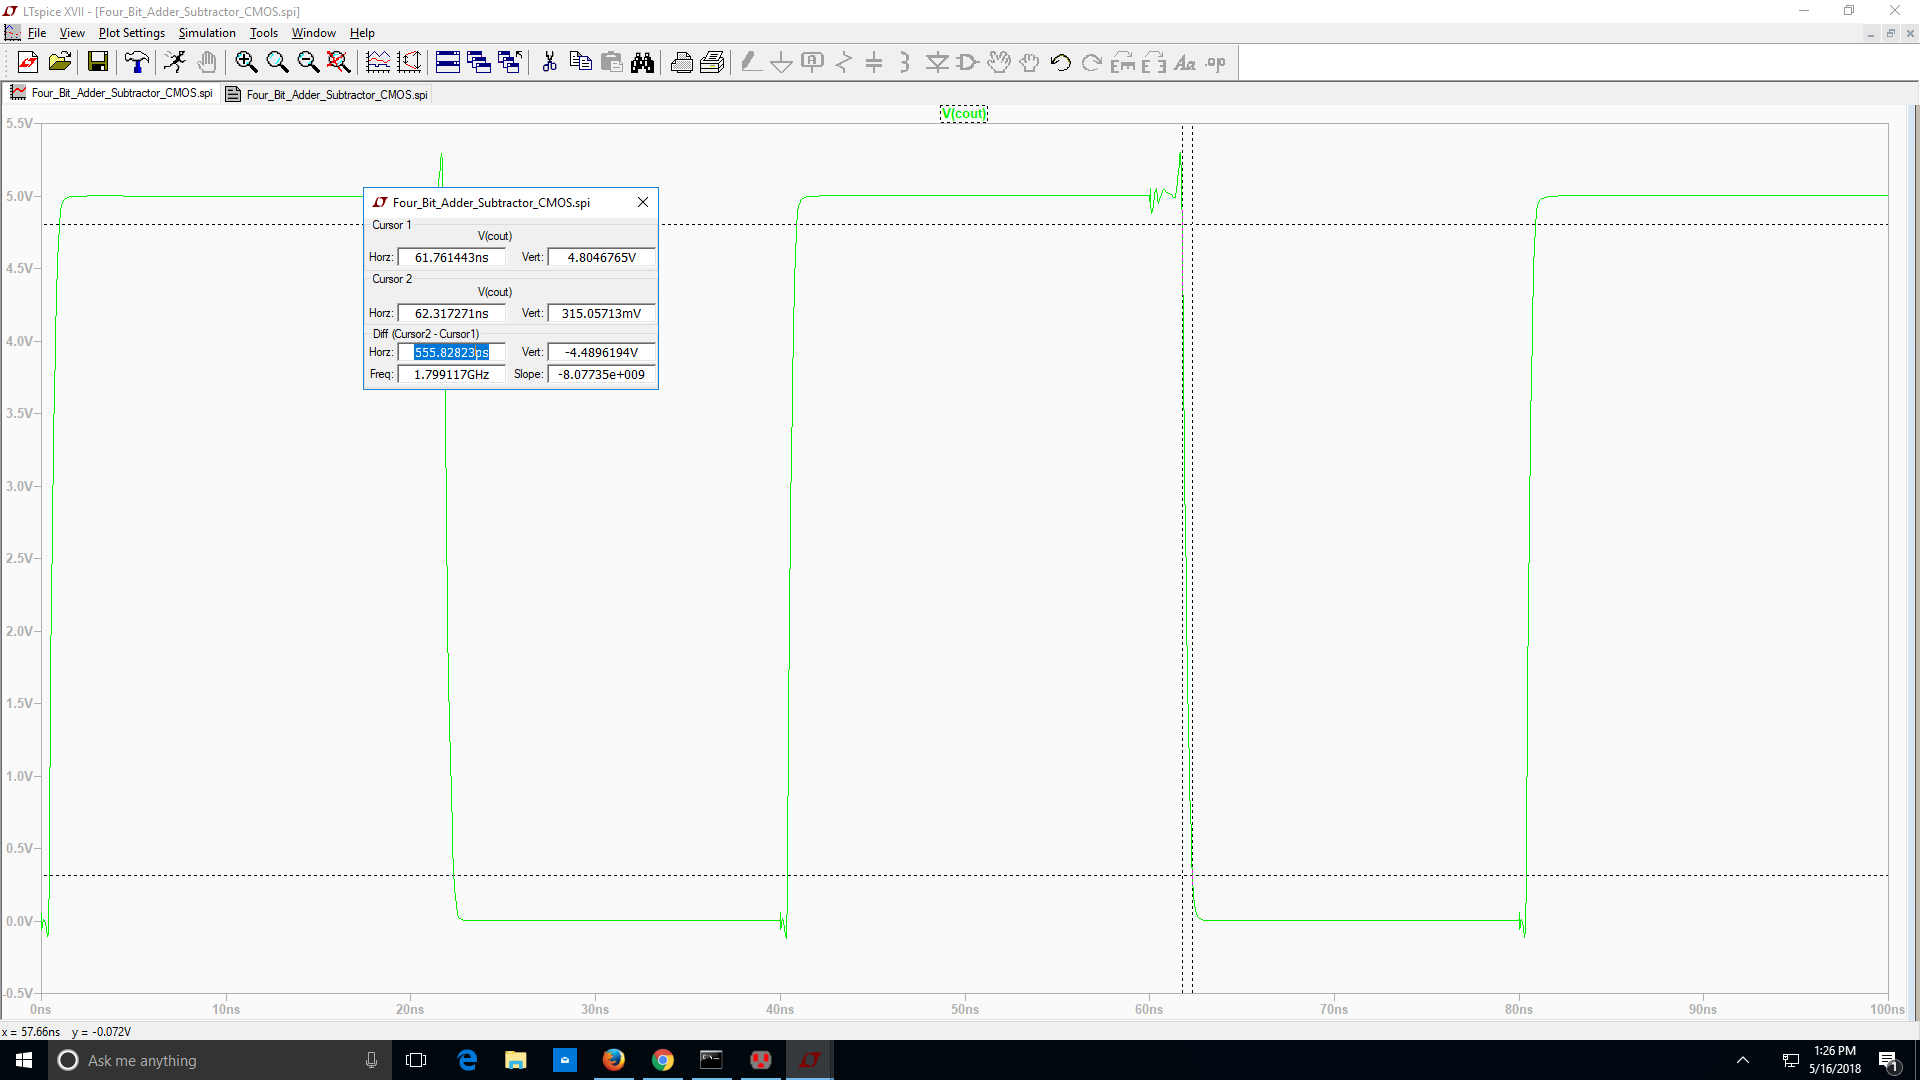 LTspice XVII - [Four_Bit_Adder_Subtractor_CMOS.spi]
File View Plot Settings Simulation Tools Window Help
Four_Bit_Adder_Subtractor_CMOS.spi Four_Bit_Adder_Subtractor_CMOS.spi
V(cout)
5.5V
5.0V
4.5V
4.0V
3.5V
3.0V
2.5V
2.0V
1.5V
1.0V
0.5V
0.0V
-0.5V
0ns 10ns 20ns 30ns 40ns 50ns 60ns 70ns 80ns 90ns 100ns
Four_Bit_Adder_Subtractor_CMOS.spi
Cursor 1
V(cout)
Horz: 61.761443ns Vert: 4.8046765V
Cursor 2
V(cout)
Horz: 62.317271ns Vert: 315.05713mV
Diff (Cursor2 - Cursor1)
Horz: 555.82823ps Vert: -4.4896194V
Freq: 1.799117GHz Slope: -8.07735e+009
x = 57.66ns y = -0.072V
Ask me anything
1:26 PM
5/16/2018
1